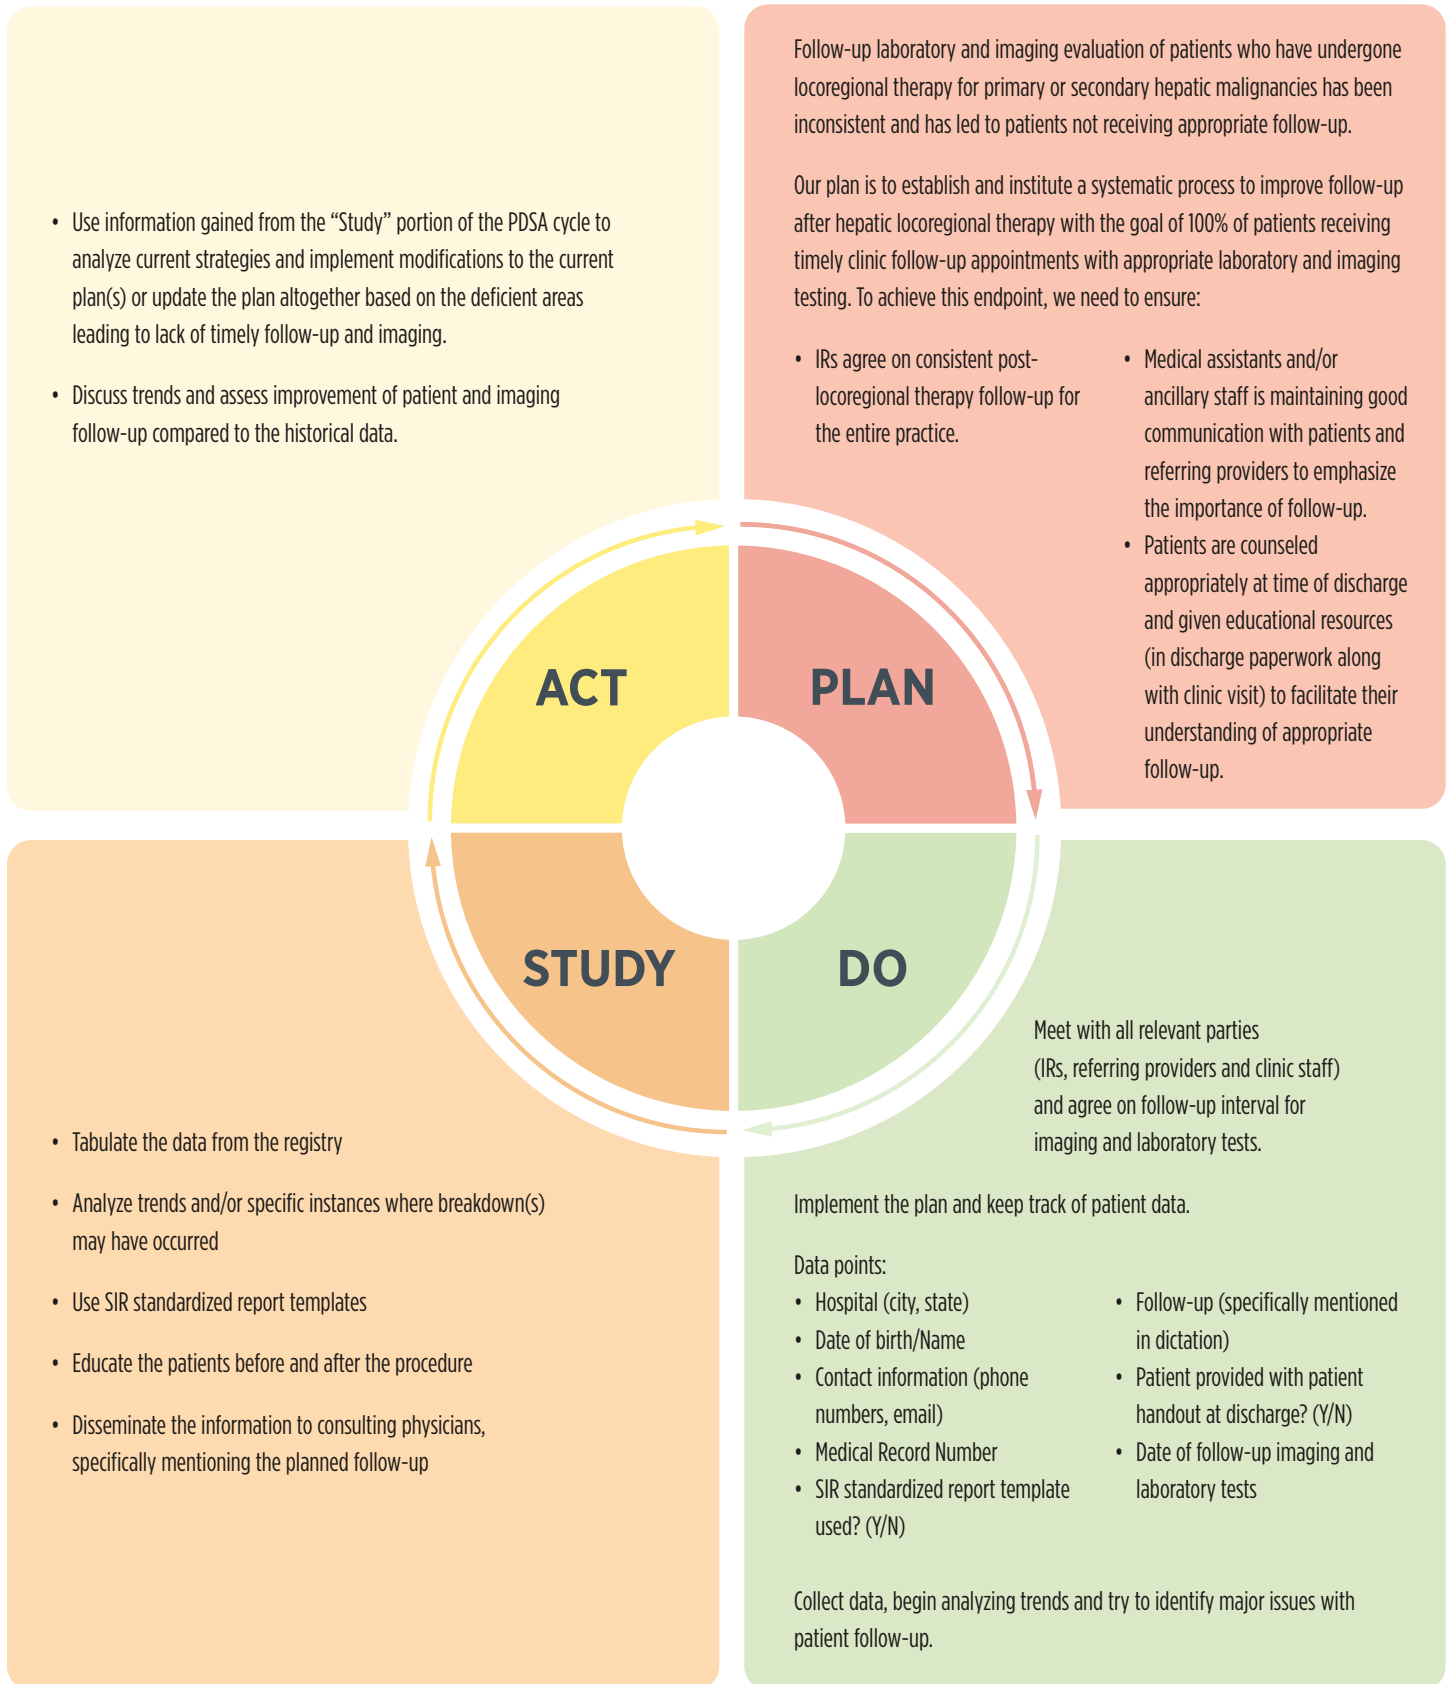 Follow-up laboratory and imaging evaluation of patients who have undergone
locoregional therapy for primary or secondary hepatic malignancies has been
inconsistent and has led to patients not receiving appropriate follow-up.
Our plan is to establish and institute a systematic process to improve follow-up
after hepatic locoregional therapy with the goal of 100% of patients receiving
timely clinic follow-up appointments with appropriate laboratory and imaging
testing. To achieve this endpoint, we need to ensure:
• IRs agree on consistent post-
locoregional therapy follow-up for
the entire practice.
• Medical assistants and/or
ancillary staff is maintaining good
communication with patients and
referring providers to emphasize
the importance of follow-up.
• Patients are counseled
appropriately at time of discharge
and given educational resources
(in discharge paperwork along
with clinic visit) to facilitate their
understanding of appropriate
follow-up.
• Use information gained from the “Study” portion of the PDSA cycle to
analyze current strategies and implement modifications to the current
plan(s) or update the plan altogether based on the deficient areas
leading to lack of timely follow-up and imaging.
• Discuss trends and assess improvement of patient and imaging
follow-up compared to the historical data.
ACT
PLAN
STUDY
DO
Meet with all relevant parties
(IRs, referring providers and clinic staff)
and agree on follow-up interval for
imaging and laboratory tests.
Implement the plan and keep track of patient data.
Data points:
• Hospital (city, state)
• Date of birth/Name
• Contact information (phone
numbers, email)
• Medical Record Number
• SIR standardized report template
used? (Y/N)
• Follow-up (specifically mentioned
in dictation)
• Patient provided with patient
handout at discharge? (Y/N)
• Date of follow-up imaging and
laboratory tests
Collect data, begin analyzing trends and try to identify major issues with
patient follow-up.
• Tabulate the data from the registry
• Analyze trends and/or specific instances where breakdown(s)
may have occurred
• Use SIR standardized report templates
• Educate the patients before and after the procedure
• Disseminate the information to consulting physicians,
specifically mentioning the planned follow-up